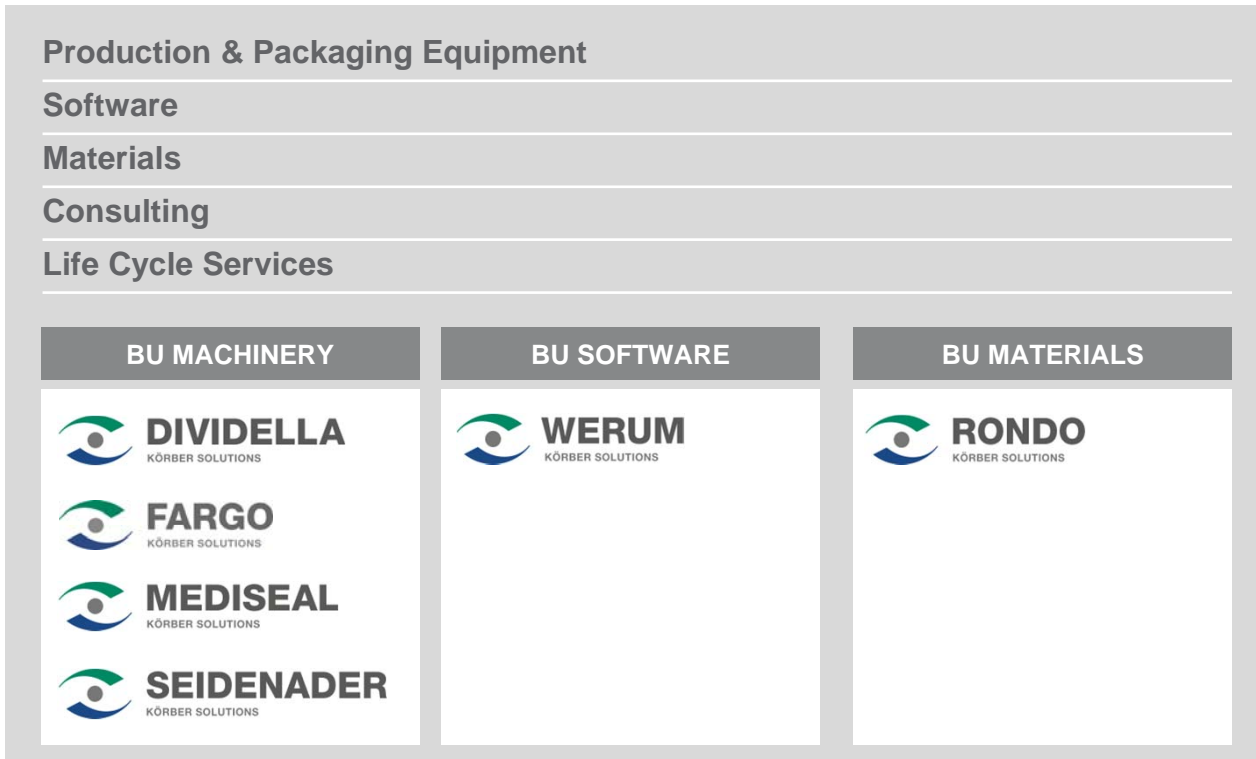 Production & Packaging Equipment
Software
Materials
Consulting
Life Cycle Services
BU MACHINERY
DIVIDELLA
KÖRBER SOLUTIONS
FARGO
KÖRBER SOLUTIONS
MEDISEAL
KÖRBER SOLUTIONS
SEIDENADER
KÖRBER SOLUTIONS
BU SOFTWARE
WERUM
KÖRBER SOLUTIONS
BU MATERIALS
RONDO
KÖRBER SOLUTIONS